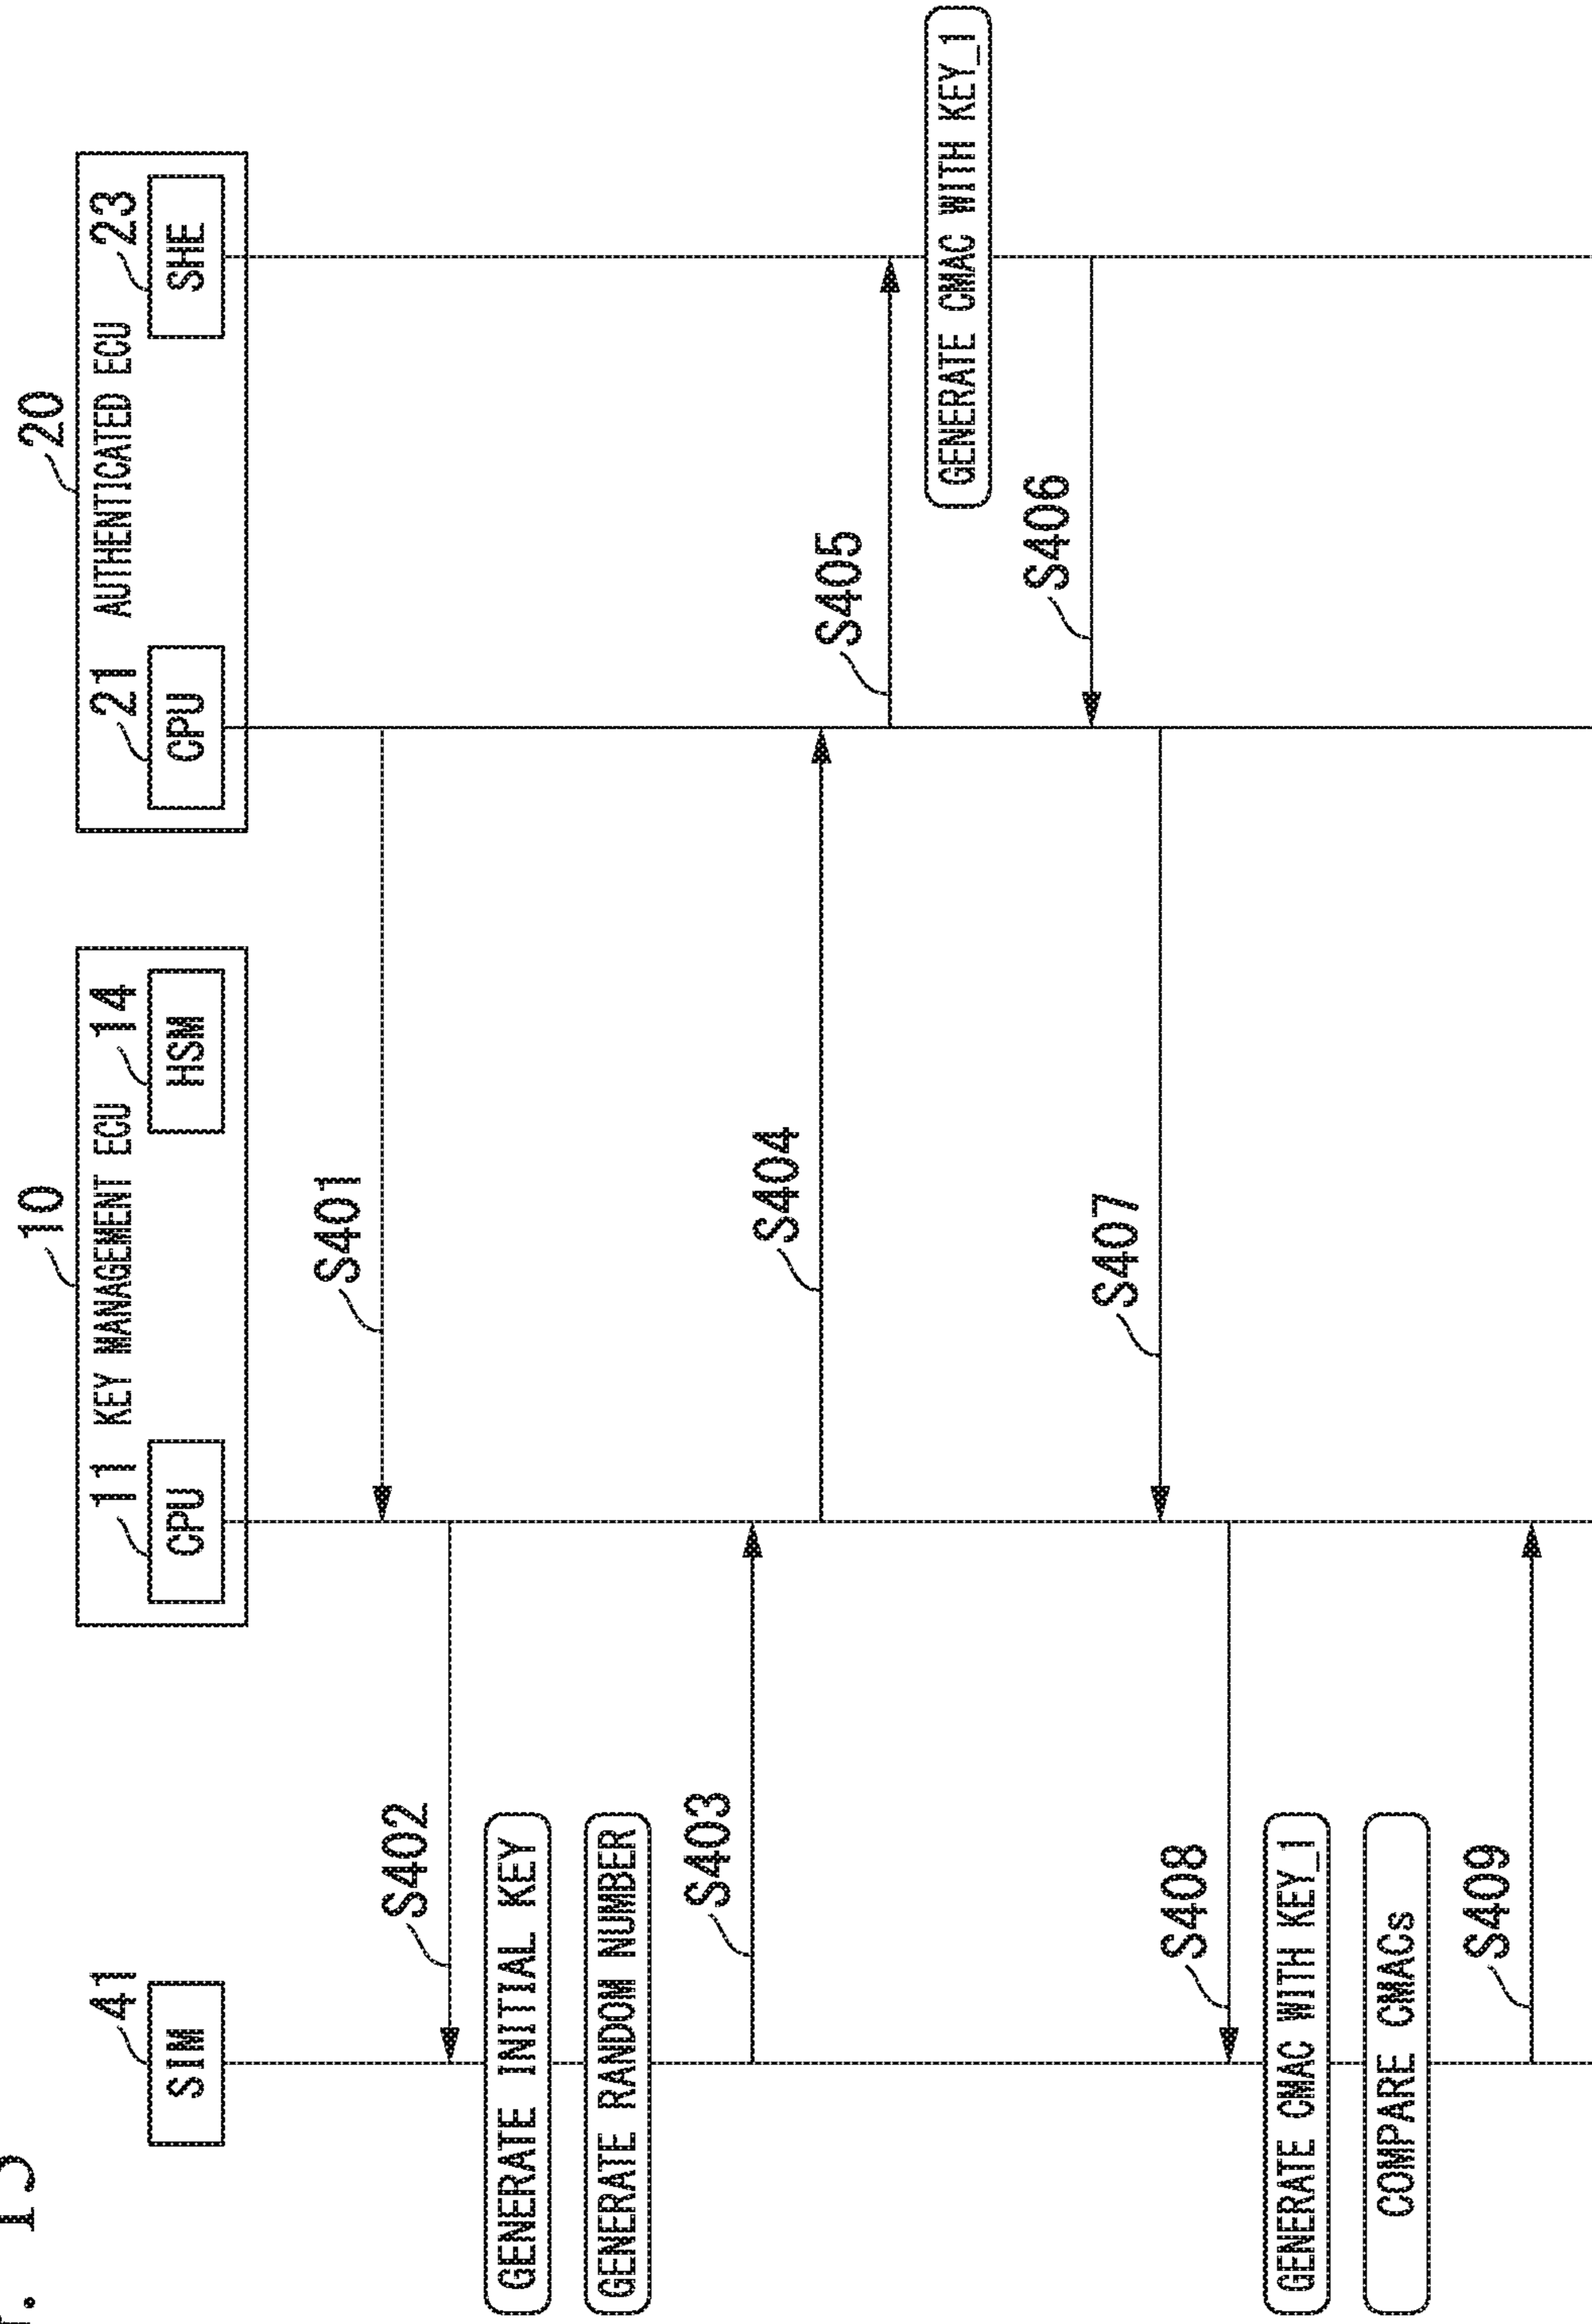 . 13
41
SIM
10
11 KEY MANAGEMENT ECU 14
CPU
HSM
20
21 AUTHENTICATED ECU 23
CPU
SHE
S401
S402
GENERATE INITIAL KEY
GENERATE RANDOM NUMBER
S403
S404
S405
GENERATE CMAC WITH KEY_1
S406
S407
S408
GENERATE CMAC WITH KEY_1
COMPARE CMACs
S409